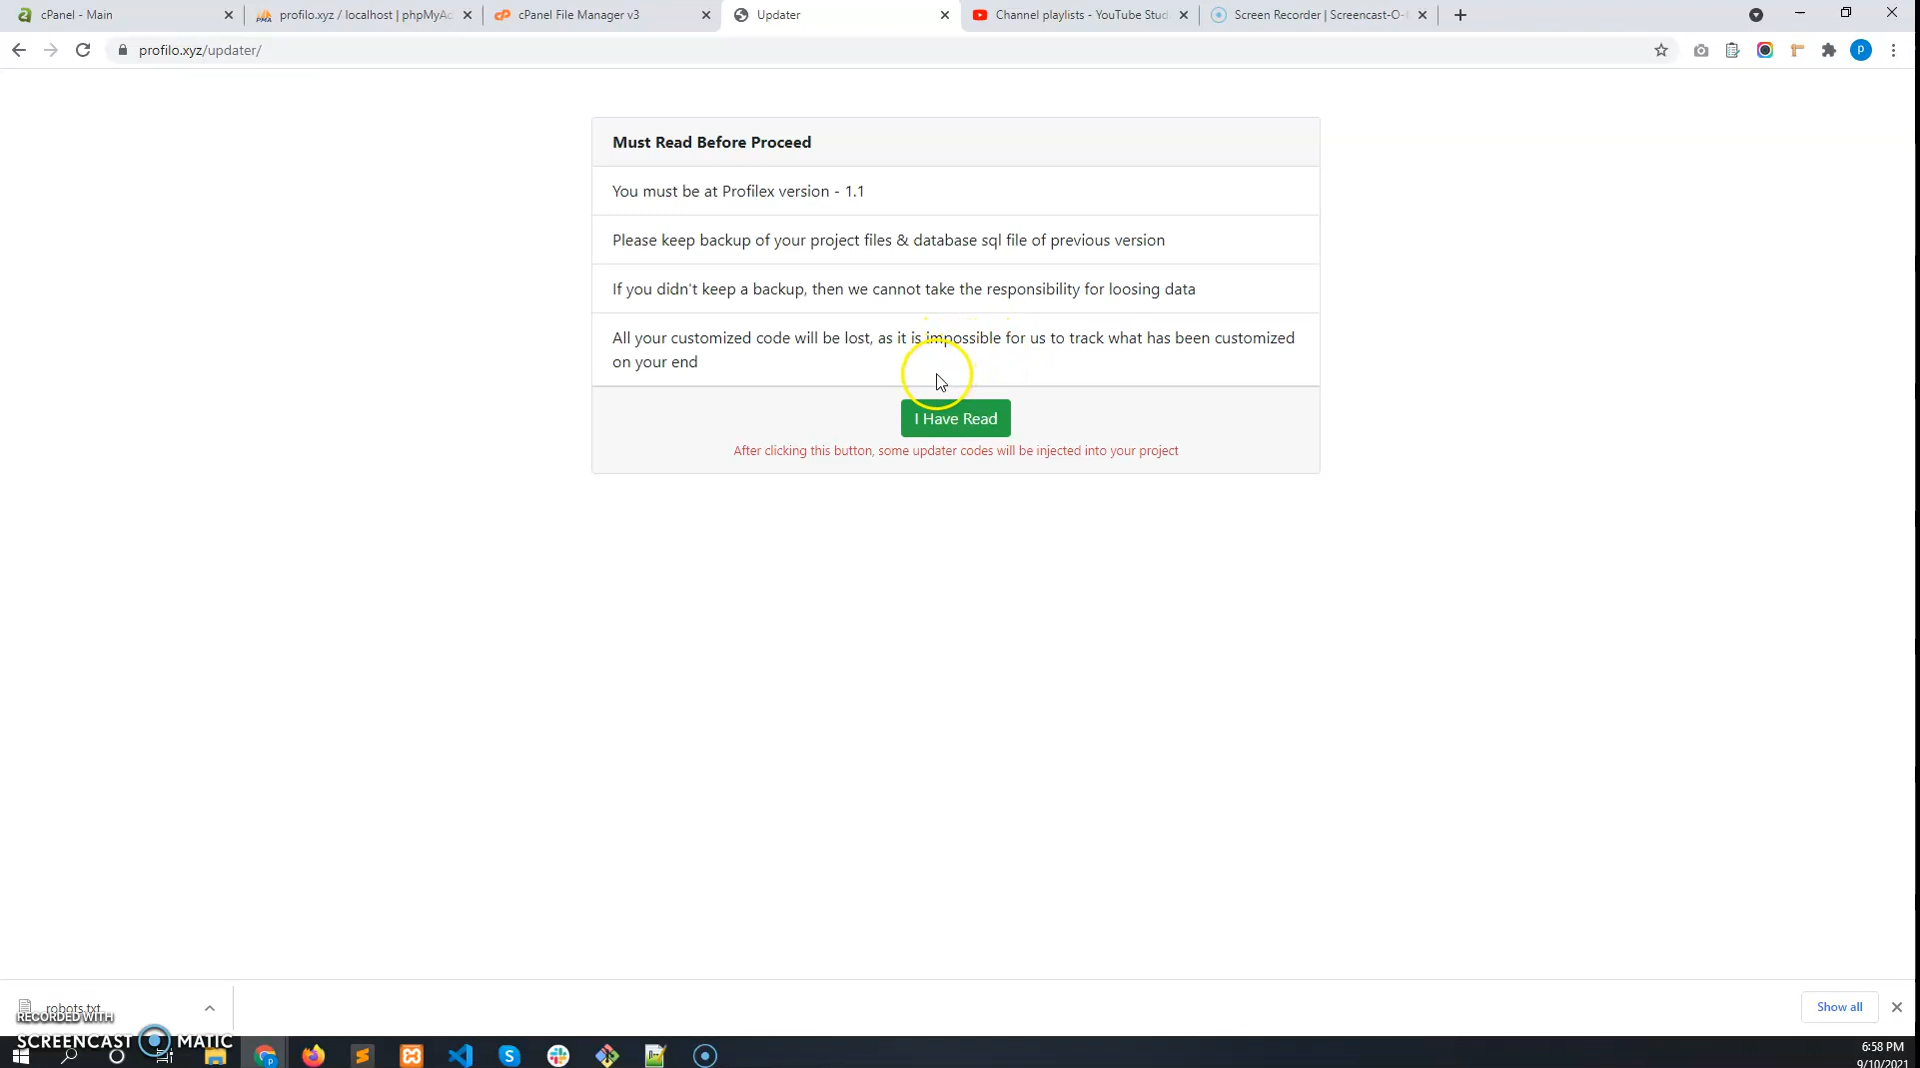 cPanel - Main
profilo.xyz / localhost | phpMyAc
cPanel File Manager v3
Updater
Channel playlists - YouTube Stud
Screen Recorder | Screencast-O-
profilo.xyz/updater/
P
Must Read Before Proceed
You must be at Profilex version - 1.1
Please keep backup of your project files & database sql file of previous version
If you didn't keep a backup, then we cannot take the responsibility for loosing data
All your customized code will be lost, as it is impossible for us to track what has been customized
on your end
I Have Read
After clicking this button, some updater codes will be injected into your project
robots.txt
Show all
RECORDED WITH
SCREENCAST MATIC
6:58 PM
9/10/2021